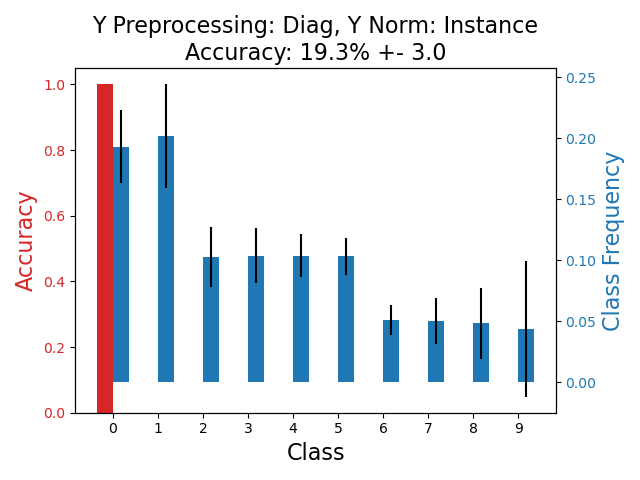 Y Preprocessing: Diag, Y Norm: Instance
Accuracy: 19.3% +- 3.0
1.0
0.8
0.6
0.4
0.2
0.0
Accuracy
0.25
0.20
0.15
0.10
0.05
0.00
Class Frequency
0 1 2 3 4 5 6 7 8 9
Class